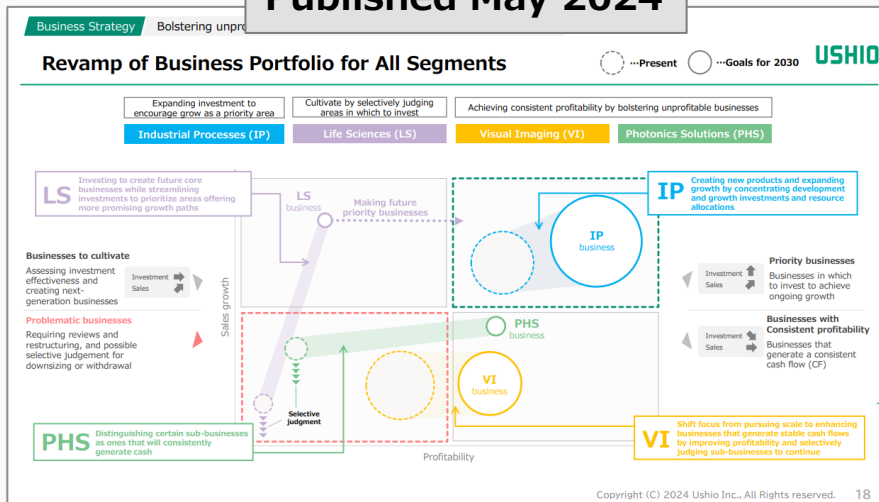 Published May 2024
Business Strategy
Bolstering unpro
Revamp of Business Portfolio for All Segments
···Present
···Goals for 2030
USHIO
Expanding investment to
encourage grow as a priority area
Cultivate by selectively judging
areas in which to invest
Achieving consistent profitability by bolstering unprofitable businesses
Industrial Processes (IP)
Life Sciences (LS)
Visual Imaging (VI)
Photonics Solutions (PHS)
LS
Investing to create future core
businesses while streamlining
investments to prioritize areas offering
more promising growth paths
LS
business
Making future
priority businesses
IP
business
IP
Creating new products and expanding
growth by concentrating development
and growth investments and resource
allocations
Businesses to cultivate
Assessing investment
effectiveness and
creating next-
generation businesses
Investment
Sales
Problematic businesses
Requiring reviews and
restructuring, and possible
selective judgement for
downsizing or withdrawal
Sales growth
Priority businesses
Businesses in which
to invest to achieve
ongoing growth
Investment
Sales
Businesses with
Consistent profitability
Businesses that
generate a consistent
cash flow (CF)
Investment
Sales
PHS
business
VI
business
Selective
judgment
PHS
Distinguishing certain sub-businesses
as ones that will consistently
generate cash
Profitability
VI
Shift focus from pursuing scale to enhancing
businesses that generate stable cash flows
by improving profitability and selectively
judging sub-businesses to continue
Copyright (C) 2024 Ushio Inc., All Rights reserved.
18